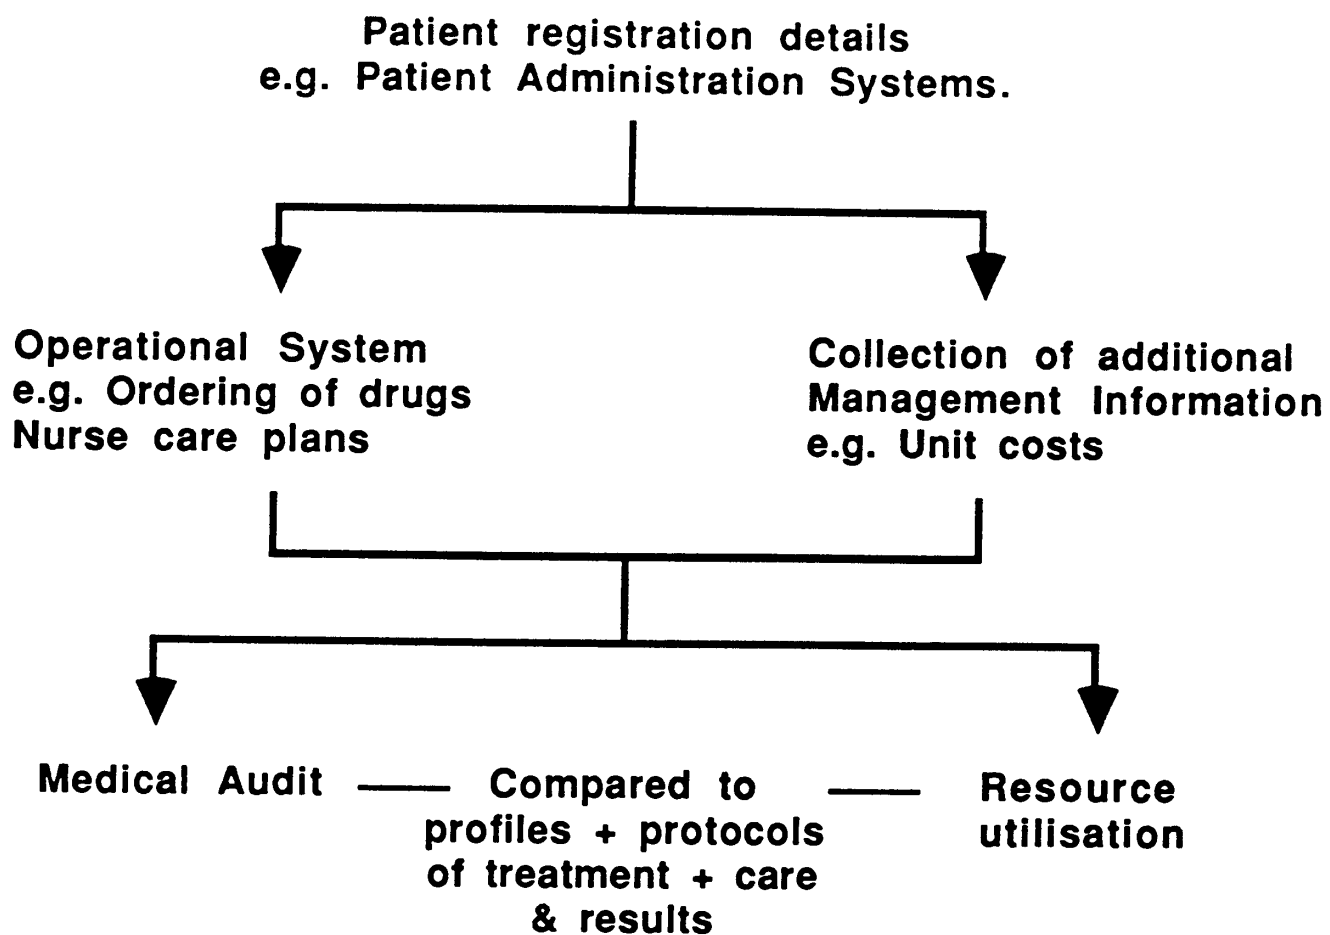 Patient registration details
e.g. Patient Administration Systems.
Operational System
e.g. Ordering of drugs
Nurse care plans
Collection of additional
Management Information
e.g. Unit costs
Medical Audit
Compared to
profiles + protocols
of treatment + care
& results
Resource
utilisation